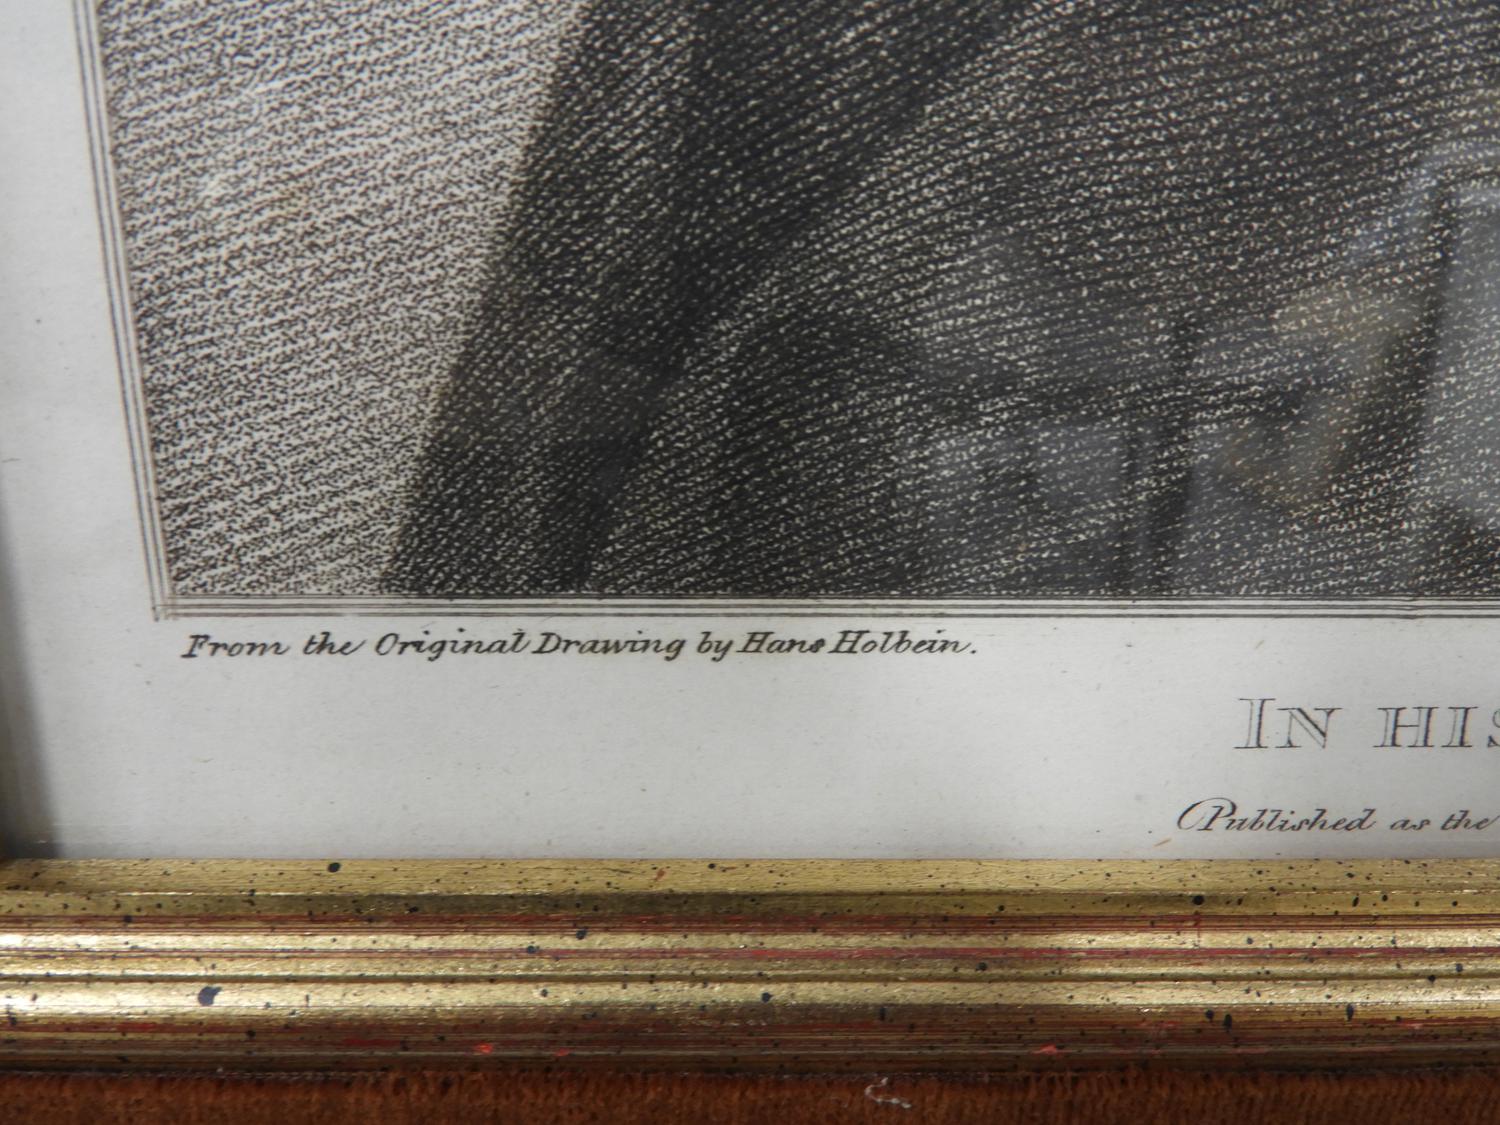 From the Original Drawing by Hans Holbein.
IN HIS
Published as the